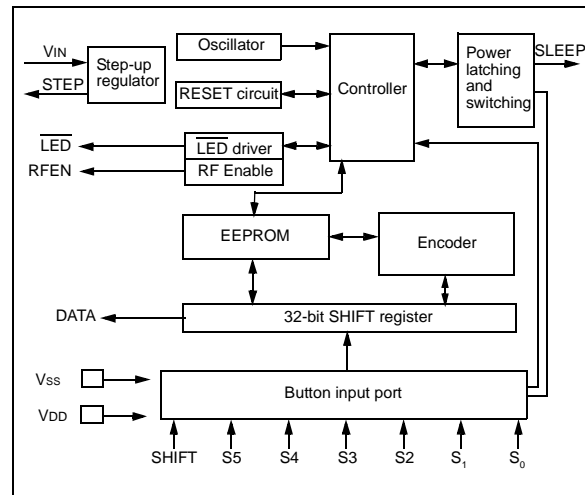 VIN
STEP
Step-up
regulator
Oscillator
RESET circuit
Controller
Power
latching
and
switching
SLEEP
LED
RFEN
LED driver
RF Enable
EEPROM
Encoder
DATA
32-bit SHIFT register
VSS
VDD
Button input port
SHIFT S5 S4 S3 S2 S₁ S₀